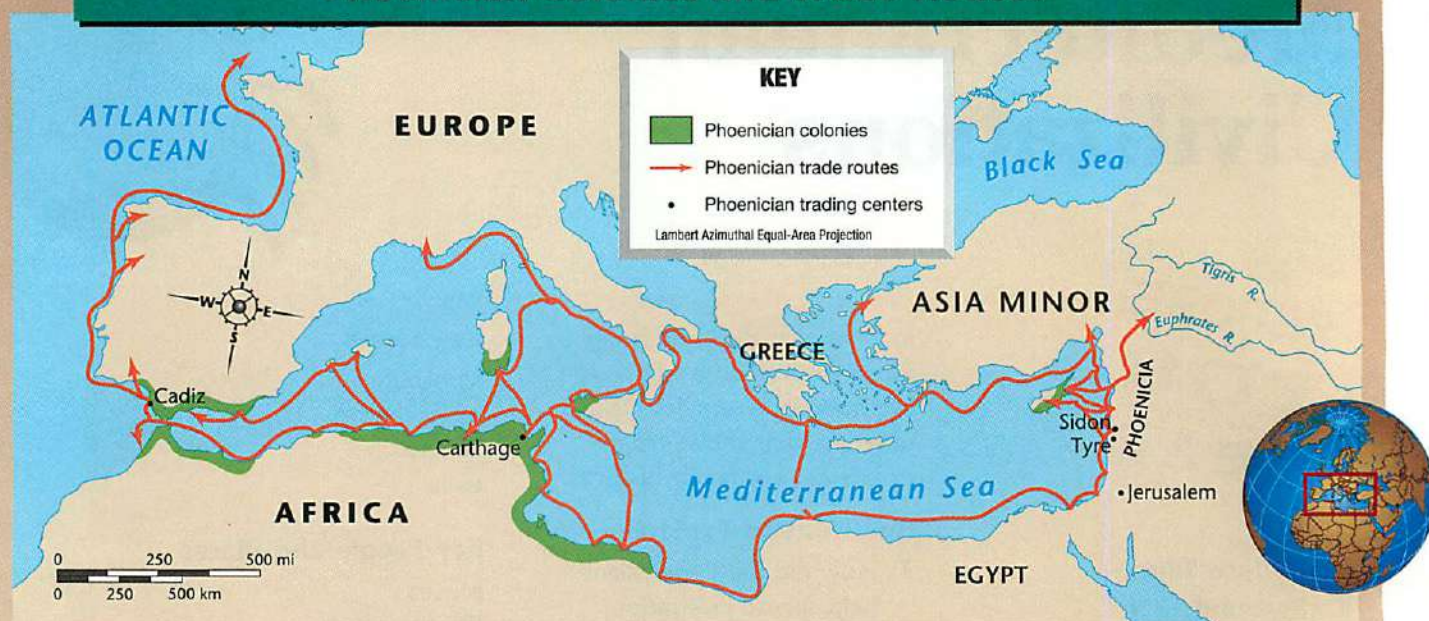 KEY
Phoenician colonies
Phoenician trade routes
Phoenician trading centers
Lambert Azimuthal Equal-Area Projection
ATLANTIC
OCEAN
EUROPE
Black Sea
N
W
E
S
ASIA MINOR
Tigris R.
Euphrates R.
GREECE
PHOENICIA
Cadiz
Sidon
Tyre
Carthage
Mediterranean Sea
Jerusalem
AFRICA
EGYPT
0 250 500 mi
0 250 500 km